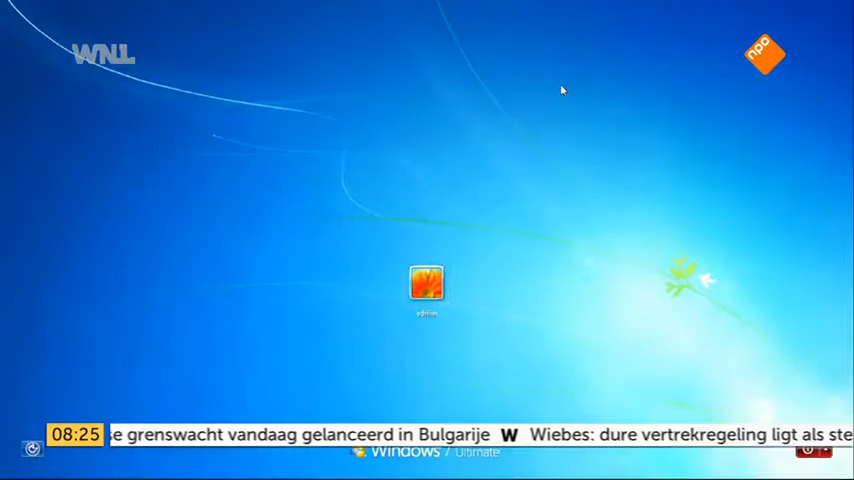 WNL
npo
admin
08:25 se grenswacht vandaag gelanceerd in Bulgarije W Wiebes: dure vertrekregeling ligt als ste
Windows 7 Ultimate